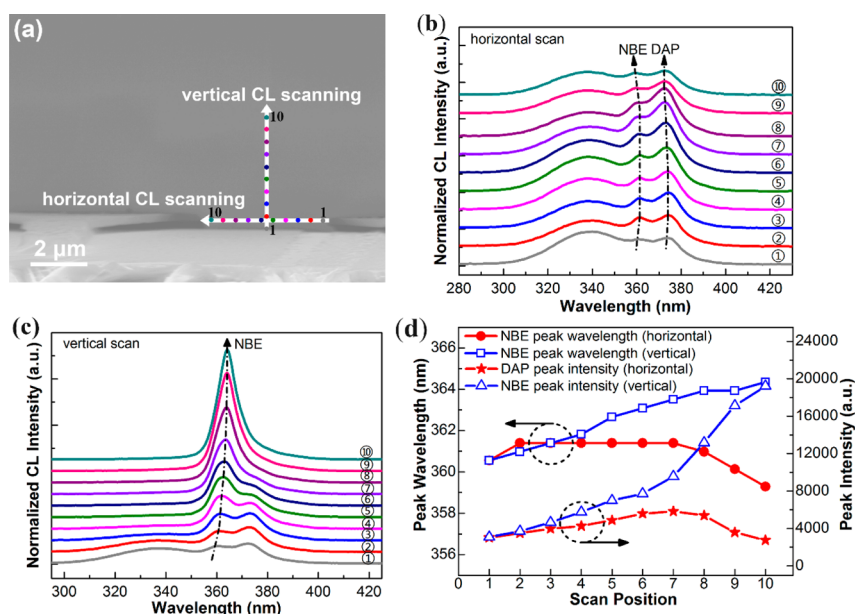 (a)
vertical CL scanning
10
horizontal CL scanning
10
1
1
2 μm
(b)
horizontal scan
NBE DAP
Normalized CL Intensity (a.u.)
⑩
⑨
⑧
⑦
⑥
⑤
④
③
②
①
280 300 320 340 360 380 400 420
Wavelength (nm)
(c)
vertical scan
NBE
Normalized CL Intensity (a.u.)
⑩
⑨
⑧
⑦
⑥
⑤
④
③
②
①
300 320 340 360 380 400 420
Wavelength (nm)
(d)
NBE peak wavelength (horizontal)
NBE peak wavelength (vertical)
DAP peak intensity (horizontal)
NBE peak intensity (vertical)
Peak Wavelength (nm)
366
364
362
360
358
356
24000
20000
16000
12000
8000
4000
0
Peak Intensity (a.u.)
0 1 2 3 4 5 6 7 8 9 10
Scan Position